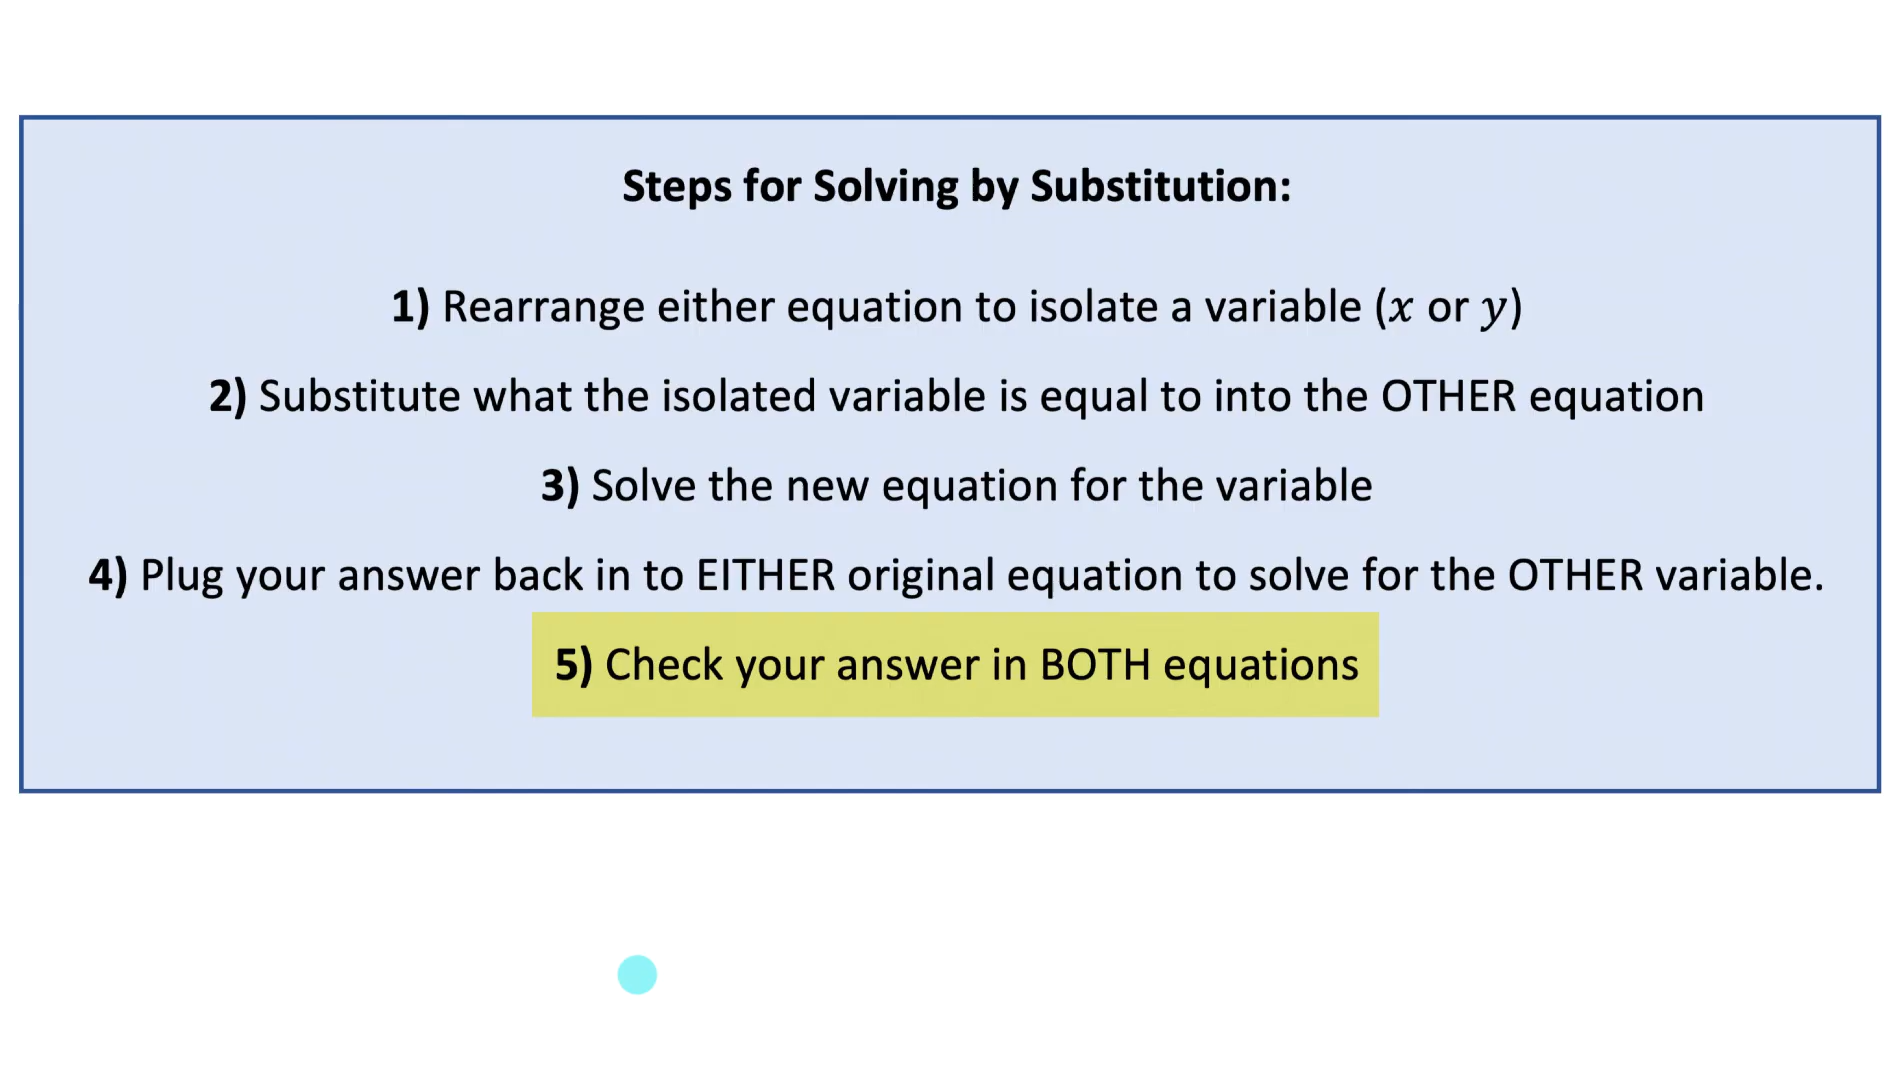 Steps for Solving by Substitution:
1) Rearrange either equation to isolate a variable (x or y)
2) Substitute what the isolated variable is equal to into the OTHER equation
3) Solve the new equation for the variable
4) Plug your answer back in to EITHER original equation to solve for the OTHER variable.
5) Check your answer in BOTH equations